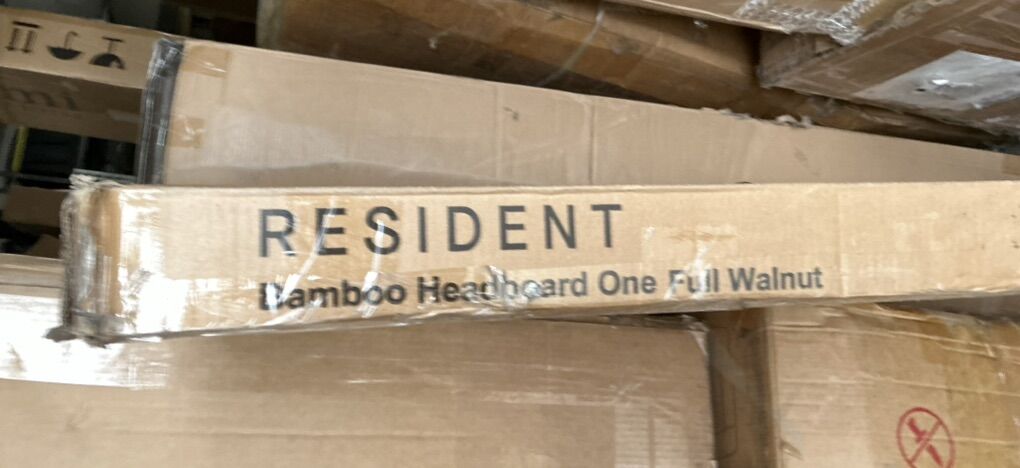 RESIDENT
Bamboo Headboard One Full Walnut